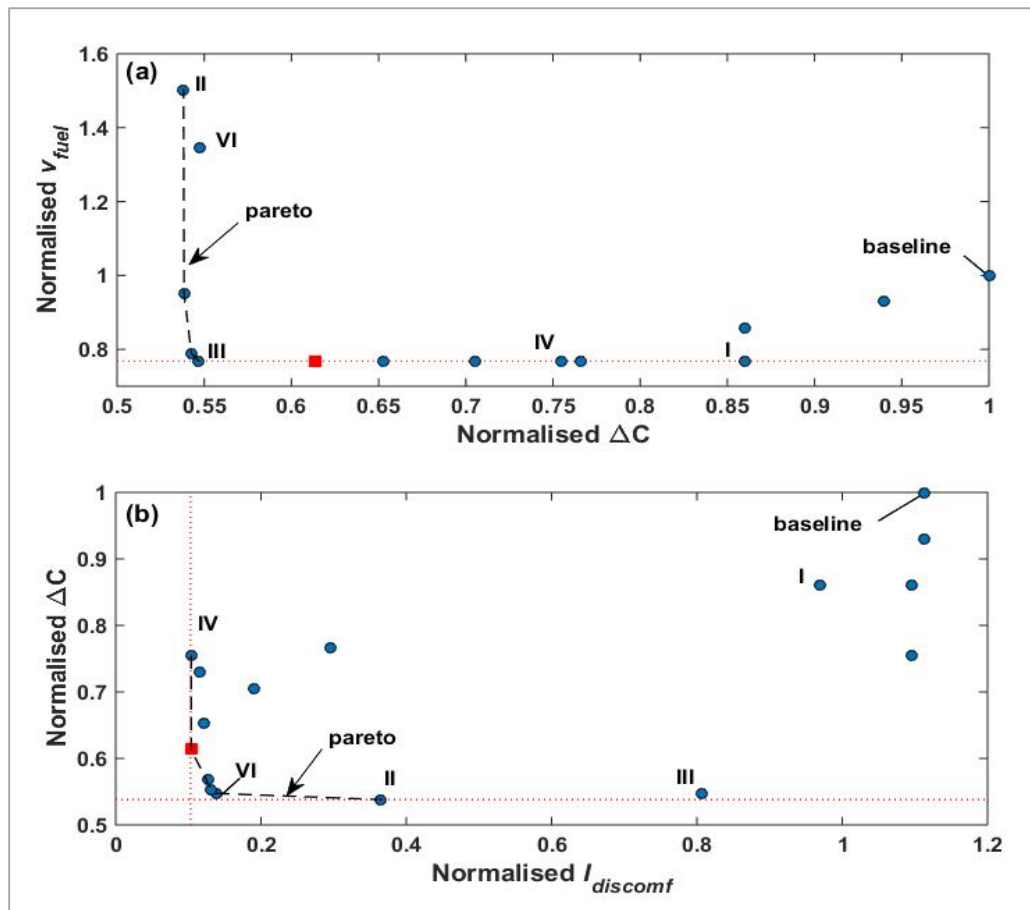 (a)
1.6
1.4
1.2
1
0.8
Normalised v_fuel
II
VI
pareto
III
IV
I
baseline
0.5 0.55 0.6 0.65 0.7 0.75 0.8 0.85 0.9 0.95 1
Normalised ΔC
(b)
1
0.9
0.8
0.7
0.6
0.5
Normalised ΔC
baseline
I
IV
pareto
VI
II
III
0 0.2 0.4 0.6 0.8 1 1.2
Normalised I_discomf